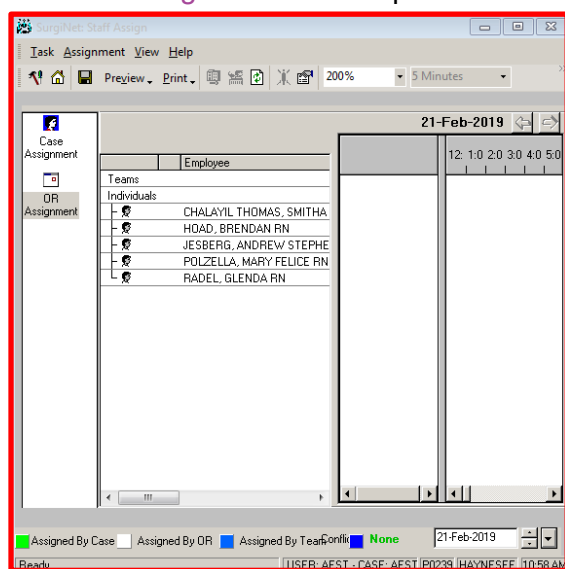 SurgiNet: Staff Assign
Task Assignment View Help
Preview Print 200% 5 Minutes
21-Feb-2019
Case Assignment
12: 1:0 2:0 3:0 4:0 5:0
Employee
Teams
OR Assignment
Individuals
CHALAYIL THOMAS, SMITHA
HOAD, BRENDAN RN
JESBERG, ANDREW STEPHE
POLZELLA, MARY FELICE RN
RADEL, GLENDA RN
Assigned By Case Assigned By OR Assigned By Team Conflic None 21-Feb-2019
Ready USER: AFST - CASE: AFST P0239 HAYNESEE 10:58 AM